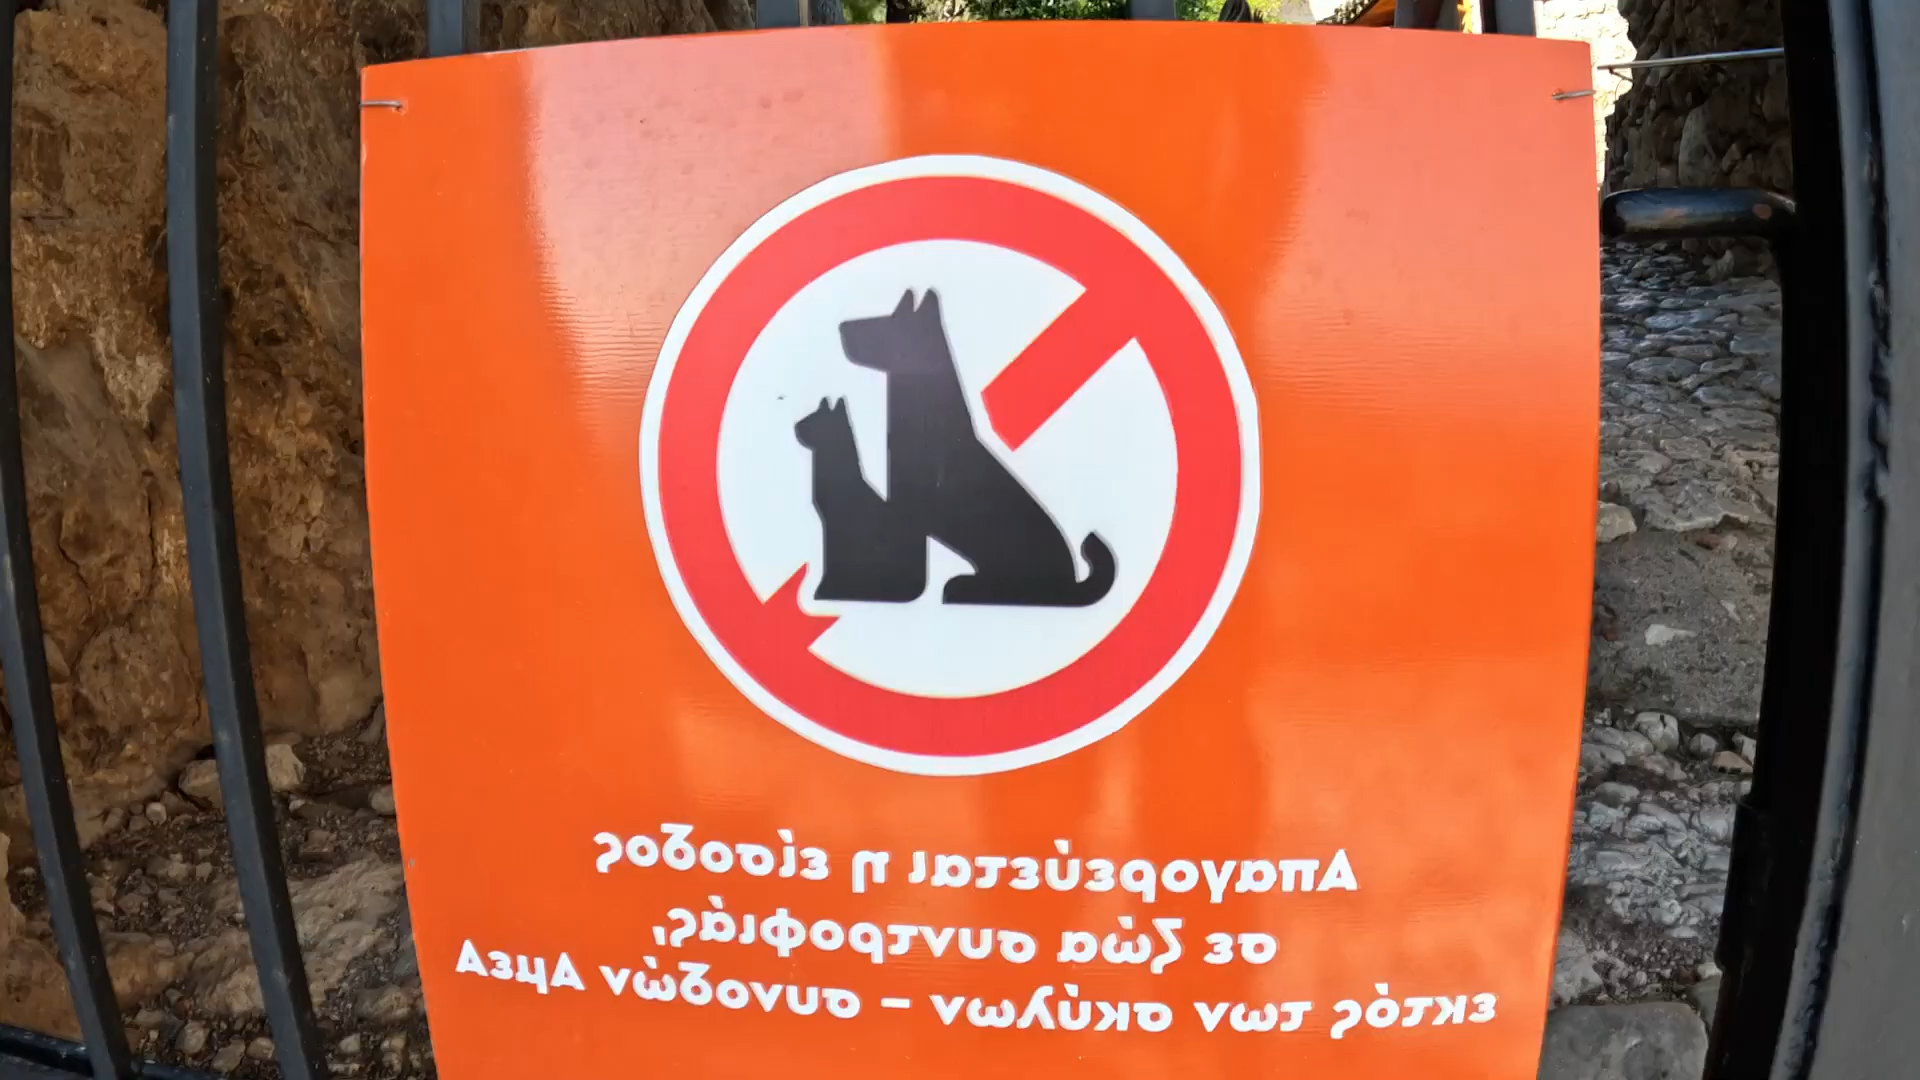 Απαγορεύεται η είσοδος
σε ζώα συντροφιάς,
εκτός των σκύλων – συνοδών ΑμεΑ